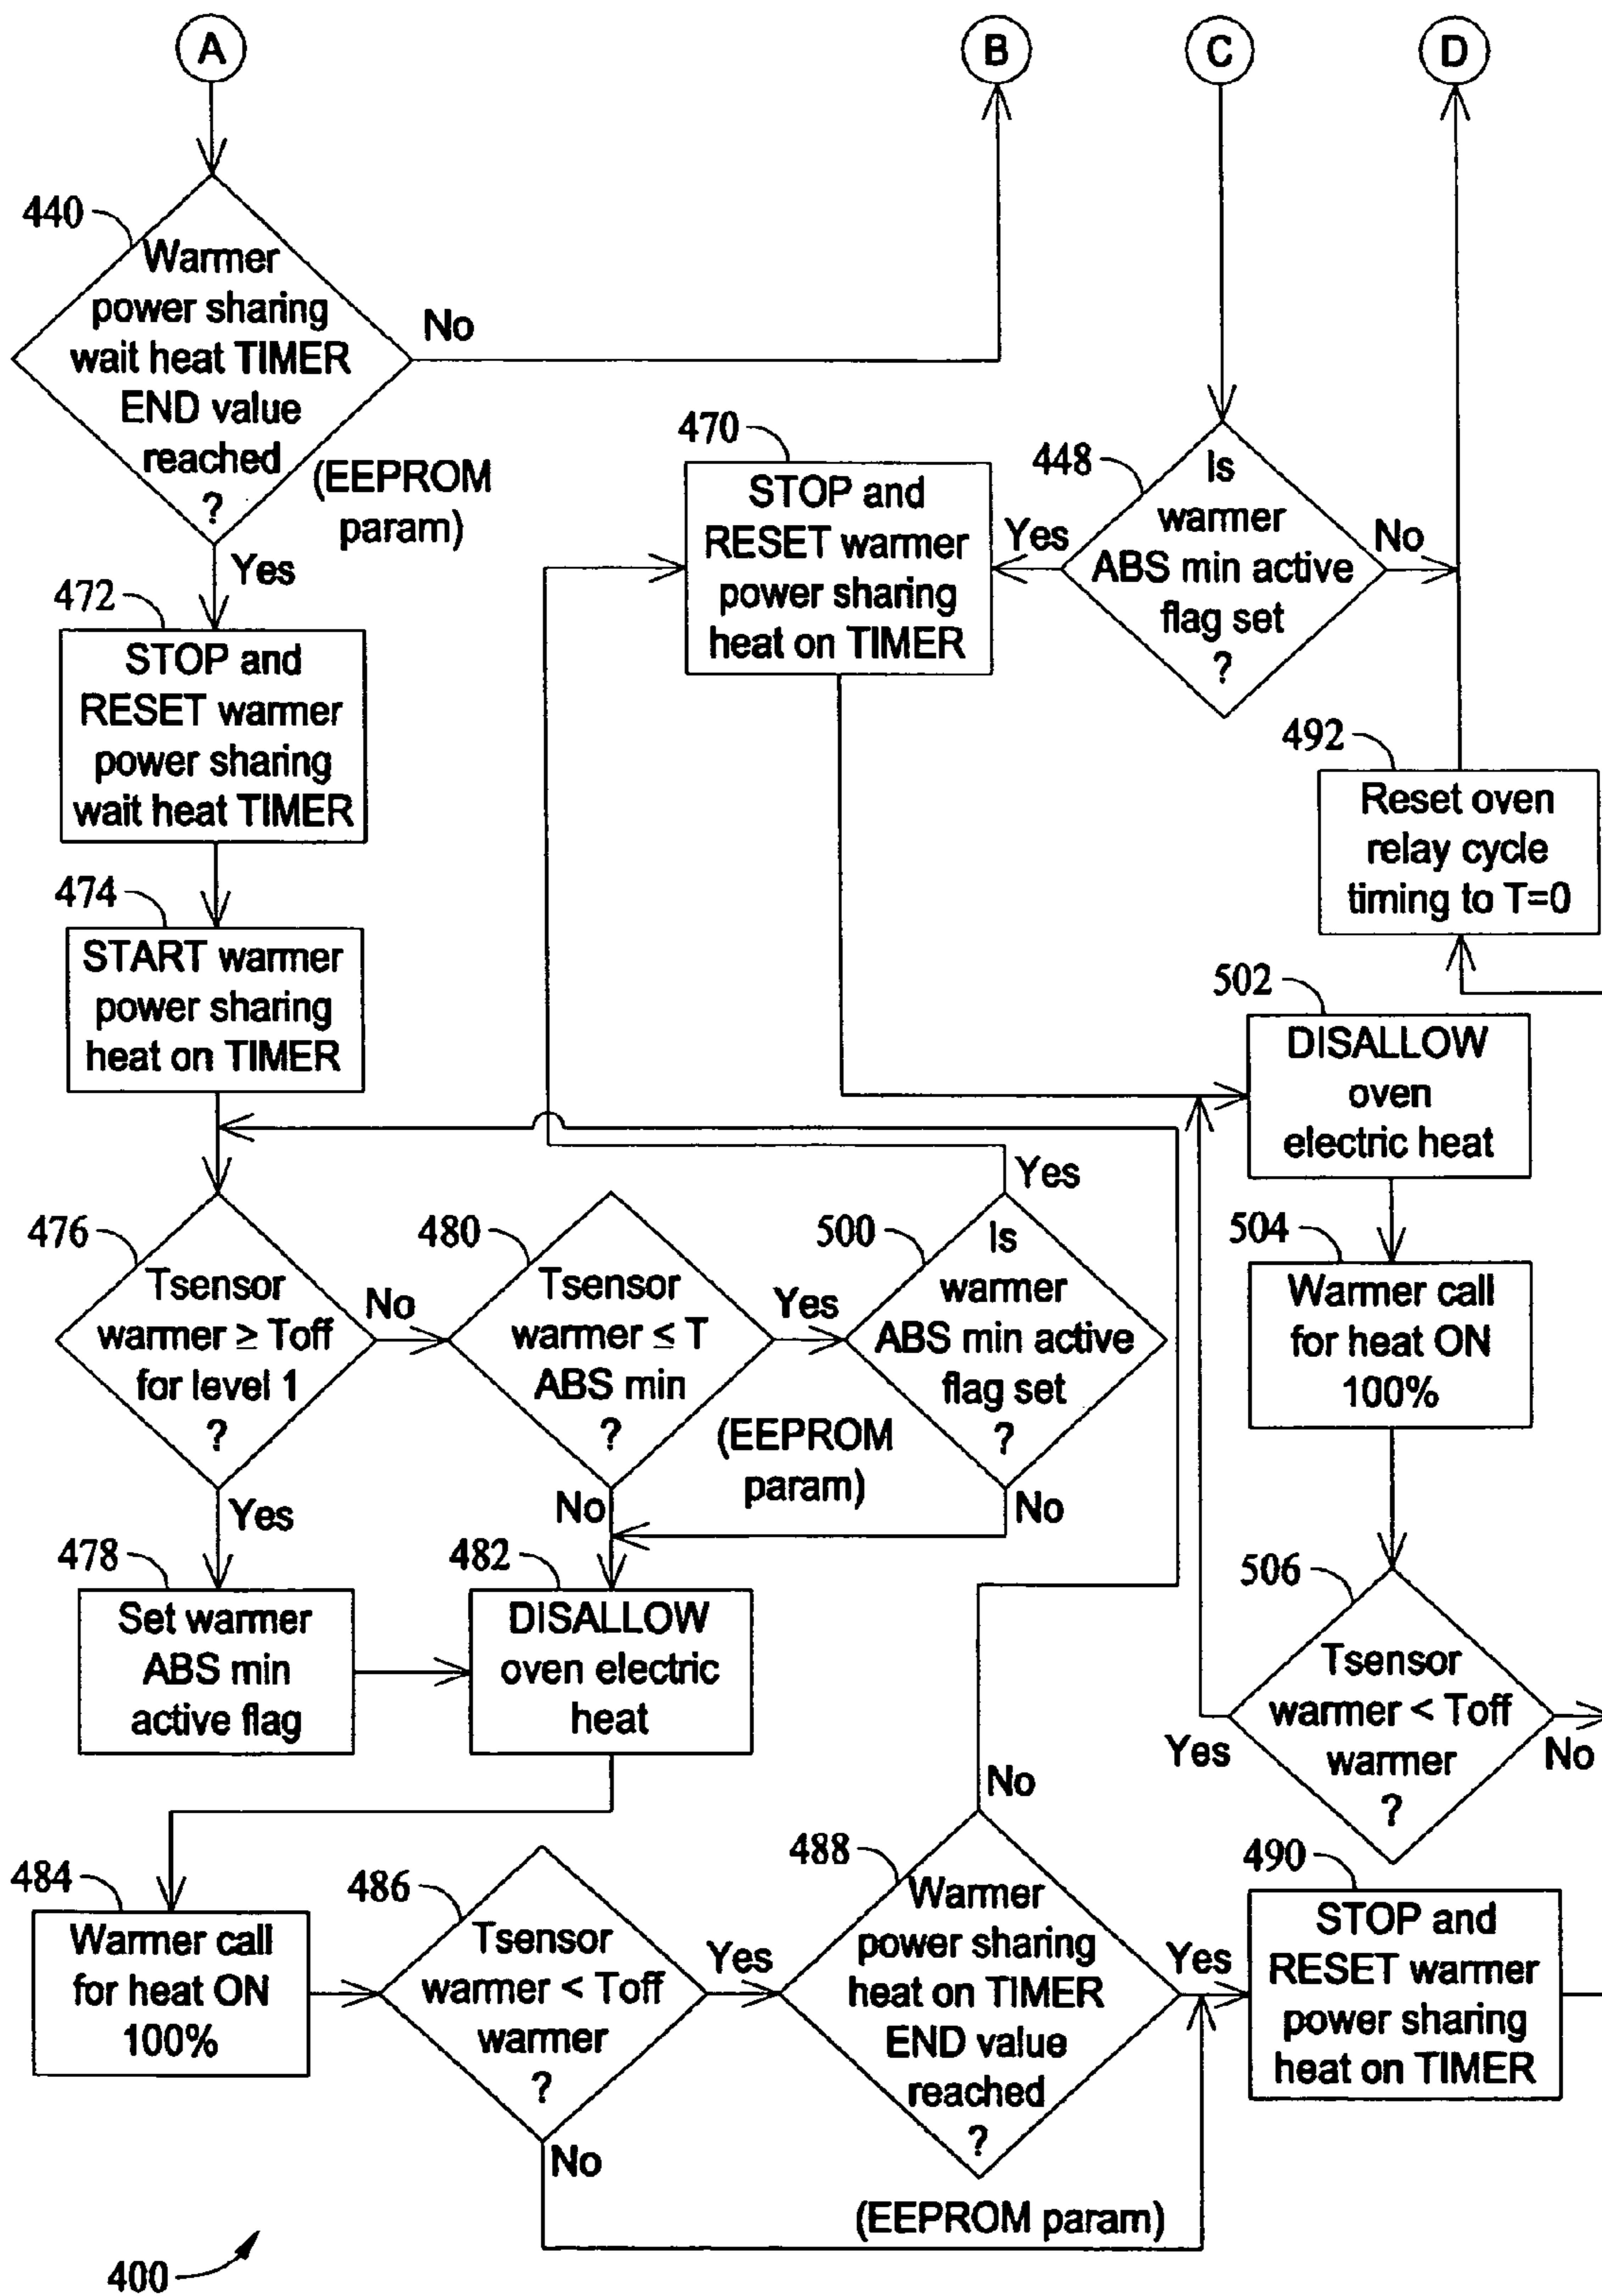 A
B
C
D
440
Warmer
power sharing
wait heat TIMER
END value
reached
?
No
(EEPROM
param)
Yes
470
STOP and
RESET warmer
power sharing
heat on TIMER
448
Is
warmer
ABS min active
flag set
?
Yes
No
472
STOP and
RESET warmer
power sharing
wait heat TIMER
492
Reset oven
relay cycle
timing to T=0
474
START warmer
power sharing
heat on TIMER
502
DISALLOW
oven
electric heat
476
Tsensor
warmer ≥ Toff
for level 1
?
No
Yes
480
Tsensor
warmer ≤ T
ABS min
?
Yes
No
(EEPROM
param)
500
Is
warmer
ABS min active
flag set
?
Yes
No
504
Warmer call
for heat ON
100%
478
Set warmer
ABS min
active flag
482
DISALLOW
oven electric
heat
506
Tsensor
warmer < Toff
warmer
?
Yes
No
484
Warmer call
for heat ON
100%
486
Tsensor
warmer < Toff
warmer
?
Yes
No
488
Warmer
power sharing
heat on TIMER
END value
reached
?
No
Yes
(EEPROM param)
490
STOP and
RESET warmer
power sharing
heat on TIMER
400